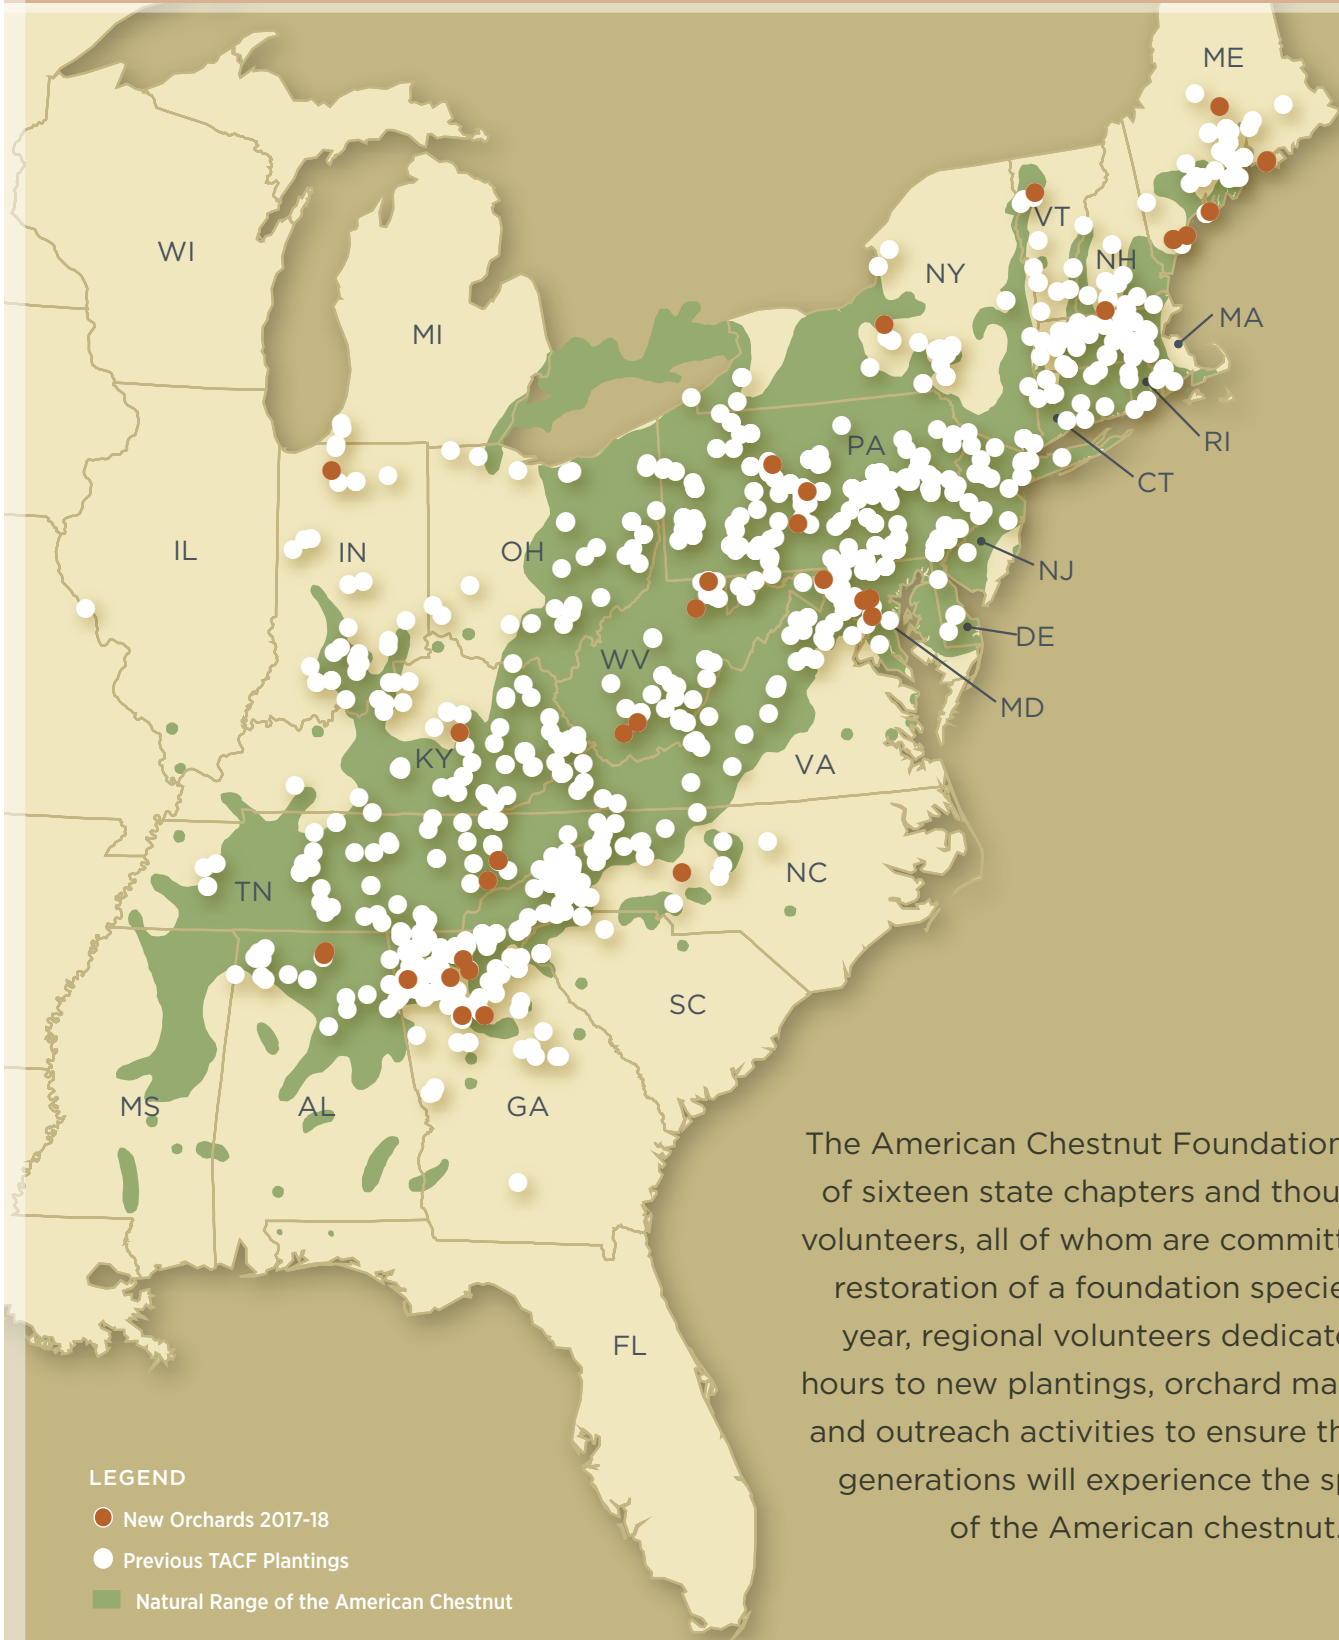 ME
VT
WI
NH
NY
MA
MI
RI
PA
CT
IL
IN
OH
NJ
DE
WV
MD
KY
VA
NC
TN
SC
MS
AL
GA
FL
The American Chestnut Foundation
of sixteen state chapters and thou
volunteers, all of whom are committ
restoration of a foundation specie
year, regional volunteers dedicate
hours to new plantings, orchard ma
and outreach activities to ensure th
generations will experience the sp
of the American chestnut.
LEGEND
New Orchards 2017-18
Previous TACF Plantings
Natural Range of the American Chestnut